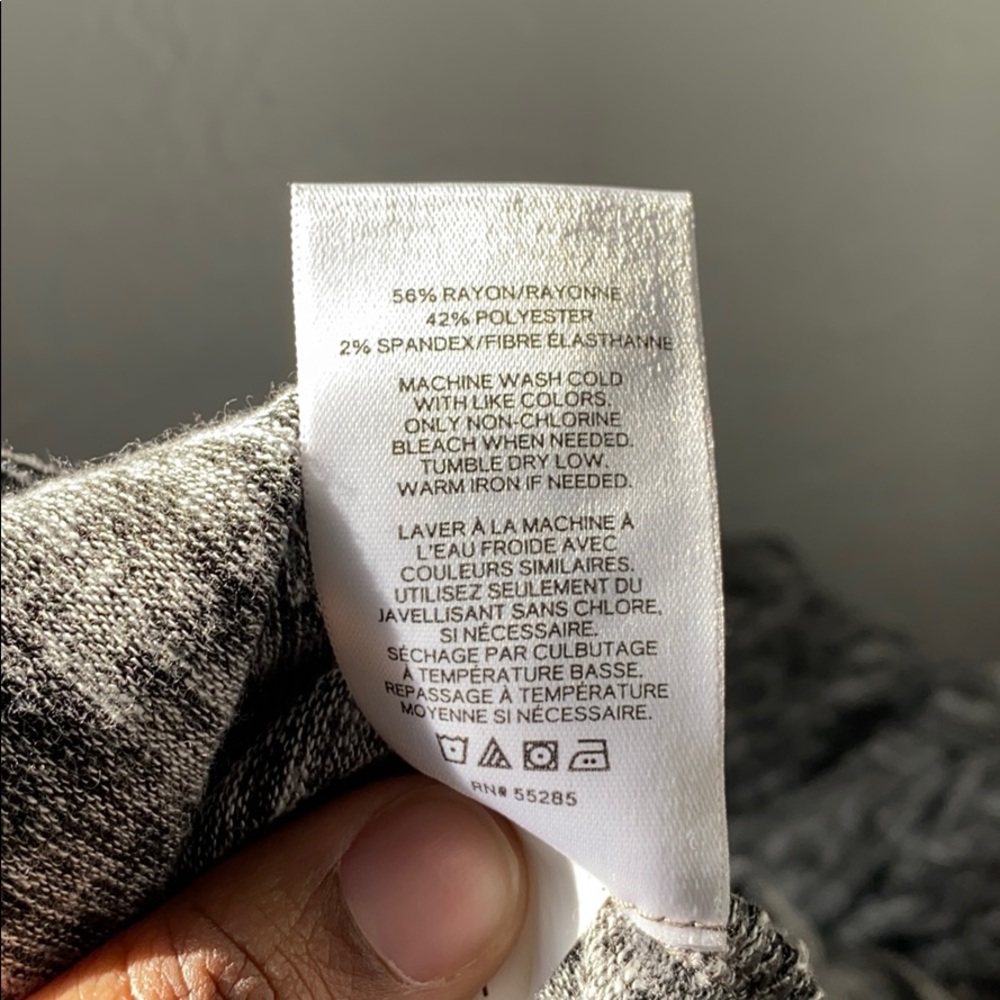 56% RAYON/RAYONNE
42% POLYESTER
2% SPANDEX/FIBRE ÉLASTHANNE
MACHINE WASH COLD
WITH LIKE COLORS.
ONLY NON-CHLORINE
BLEACH WHEN NEEDED.
TUMBLE DRY LOW.
WARM IRON IF NEEDED.
LAVER À LA MACHINE À
L'EAU FROIDE AVEC
COULEURS SIMILAIRES.
UTILISEZ SEULEMENT DU
JAVELLISANT SANS CHLORE,
SI NÉCESSAIRE.
SÉCHAGE PAR CULBUTAGE
À TEMPÉRATURE BASSE.
REPASSAGE À TEMPÉRATURE
MOYENNE SI NÉCESSAIRE.
RN# 55285